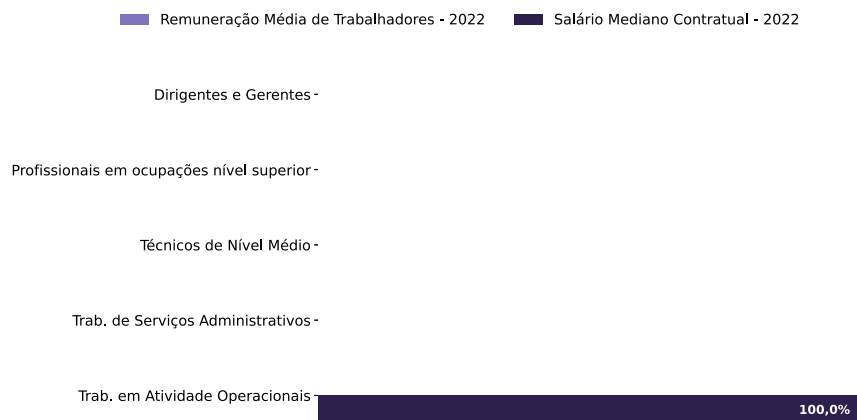 Remuneração Média de Trabalhadores - 2022 Salário Mediano Contratual - 2022
Dirigentes e Gerentes
Profissionais em ocupações nível superior
Técnicos de Nível Médio
Trab. de Serviços Administrativos
Trab. em Atividade Operacionais
100,0%